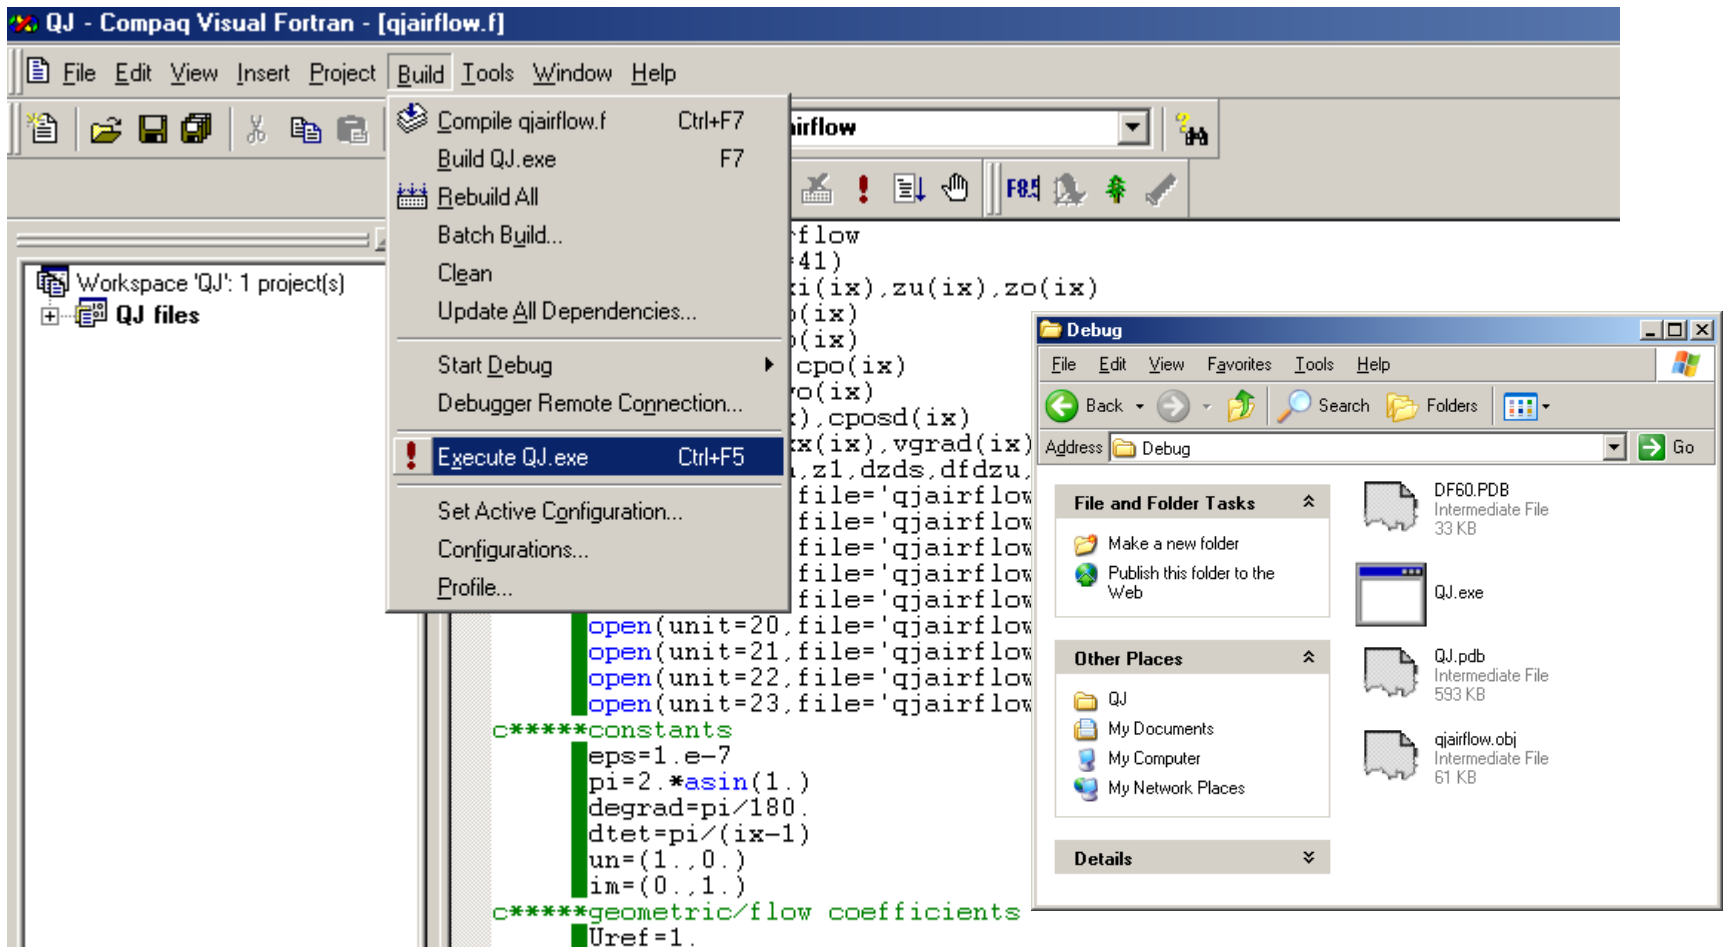 QJ - Compaq Visual Fortran - [qjairflow.f]
File Edit View Insert Project Build Tools Window Help
Compile qjairflow.f Ctrl+F7
Build QJ.exe F7
Rebuild All
Batch Build...
Clean
Update All Dependencies...
Start Debug
Debugger Remote Connection...
Execute QJ.exe Ctrl+F5
Set Active Configuration...
Configurations...
Profile...
irflow
Workspace 'QJ': 1 project(s)
QJ files
rflow
=41)
xi(ix),zu(ix),zo(ix)
(ix)
(ix)
cpo(ix)
vo(ix)
),cposd(ix)
xx(ix),vgrad(ix)
,z1,dzds,dfdzu,
file='qjairflow
file='qjairflow
file='qjairflow
file='qjairflow
file='qjairflow
open(unit=20,file='qjairflow
open(unit=21,file='qjairflow
open(unit=22,file='qjairflow
open(unit=23,file='qjairflow
c*****constants
eps=1.e-7
pi=2.*asin(1.)
degrad=pi/180.
dtet=pi/(ix-1)
un=(1.,0.)
im=(0.,1.)
c*****geometric/flow coefficients
Uref=1.
Debug
File Edit View Favorites Tools Help
Back Search Folders
Address Debug Go
File and Folder Tasks
Make a new folder
Publish this folder to the
Web
Other Places
QJ
My Documents
My Computer
My Network Places
Details
DF60.PDB
Intermediate File
33 KB
QJ.exe
QJ.pdb
Intermediate File
593 KB
qjairflow.obj
Intermediate File
61 KB